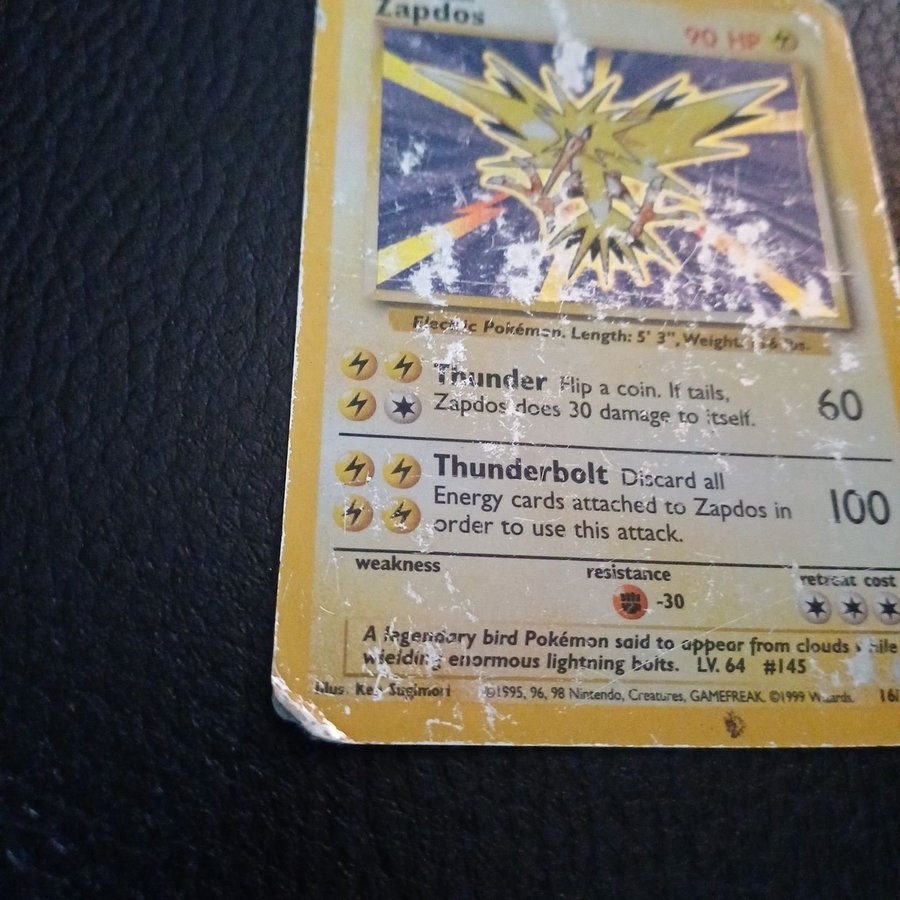 Zapdos
90 HP
Electric Pokémon. Length: 5' 3", Weight:
Thunder Flip a coin. If tails,
Zapdos does 30 damage to itself.
60
Thunderbolt Discard all
Energy cards attached to Zapdos in
order to use this attack.
100
weakness
resistance
retreat cost
-30
A legendary bird Pokémon said to appear from clouds while
wielding enormous lightning bolts. LV. 64 #145
Illus. Ken Sugimori ©1995, 96, 98 Nintendo, Creatures, GAMEFREAK. ©1999 Wizards. 16/